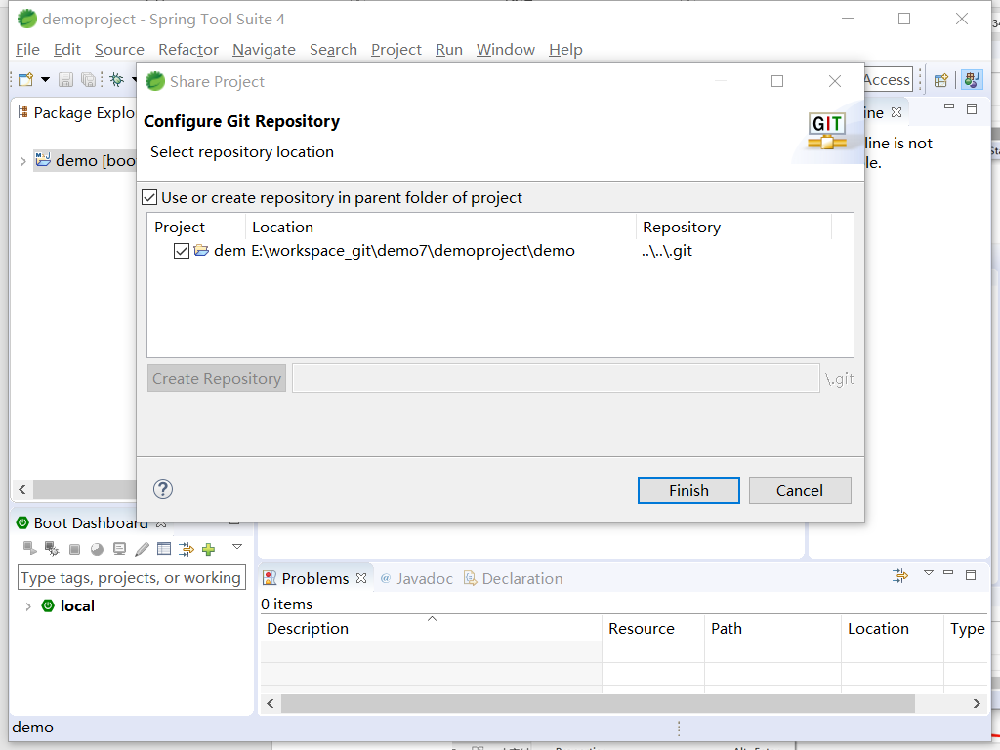 demoproject - Spring Tool Suite 4
File Edit Source Refactor Navigate Search Project Run Window Help
Access
Share Project
Package Explo
demo [boo
Configure Git Repository
Select repository location
GIT
ine
line is not
le.
Use or create repository in parent folder of project
Project Location Repository
dem E:\workspace_git\demo7\demoproject\demo ..\..\.git
Create Repository \.git
Finish Cancel
Boot Dashboard
Type tags, projects, or working
local
Problems @ Javadoc Declaration
0 items
Description Resource Path Location Type
demo